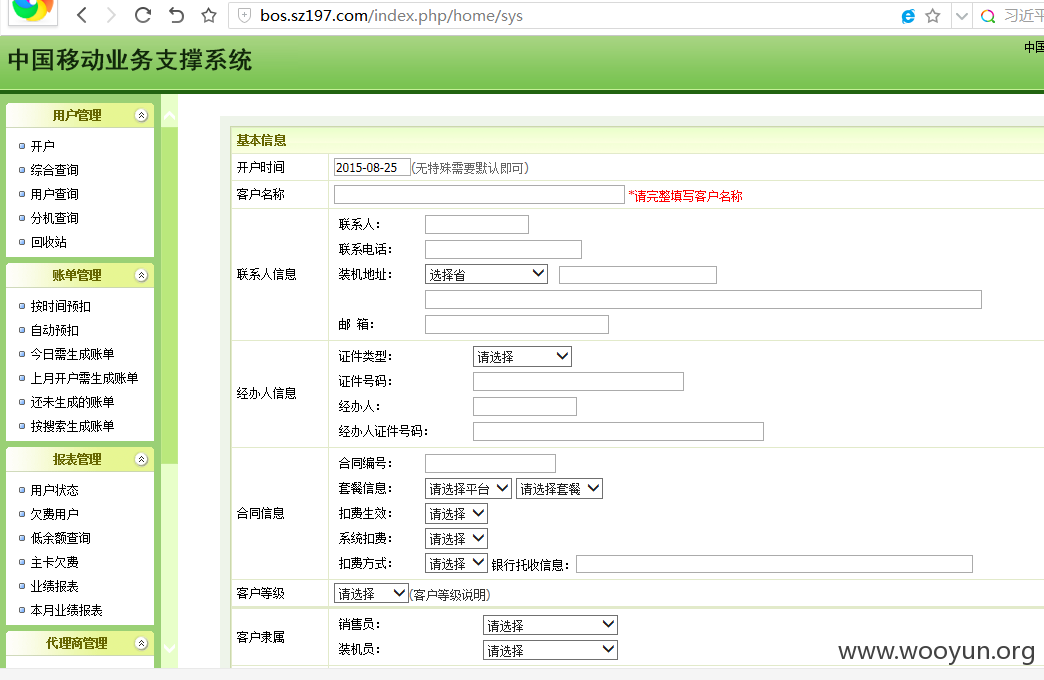 bos.sz197.com/index.php/home/sys
习近平
中国移动业务支撑系统
中国
用户管理
开户
综合查询
用户查询
分机查询
回收站
账单管理
按时间预扣
自动预扣
今日需生成账单
上月开户需生成账单
还未生成的账单
按搜索生成账单
报表管理
用户状态
欠费用户
低余额查询
主卡欠费
业绩报表
本月业绩报表
代理商管理
基本信息
开户时间 2015-08-25 (无特殊需要默认即可)
客户名称 *请完整填写客户名称
联系人信息
联系人：
联系电话：
装机地址： 选择省
邮 箱：
经办人信息
证件类型： 请选择
证件号码：
经办人：
经办人证件号码：
合同信息
合同编号：
套餐信息： 请选择平台 请选择套餐
扣费生效： 请选择
系统扣费： 请选择
扣费方式： 请选择 银行托收信息：
客户等级 请选择 (客户等级说明)
客户隶属
销售员： 请选择
装机员： 请选择
www.wooyun.org